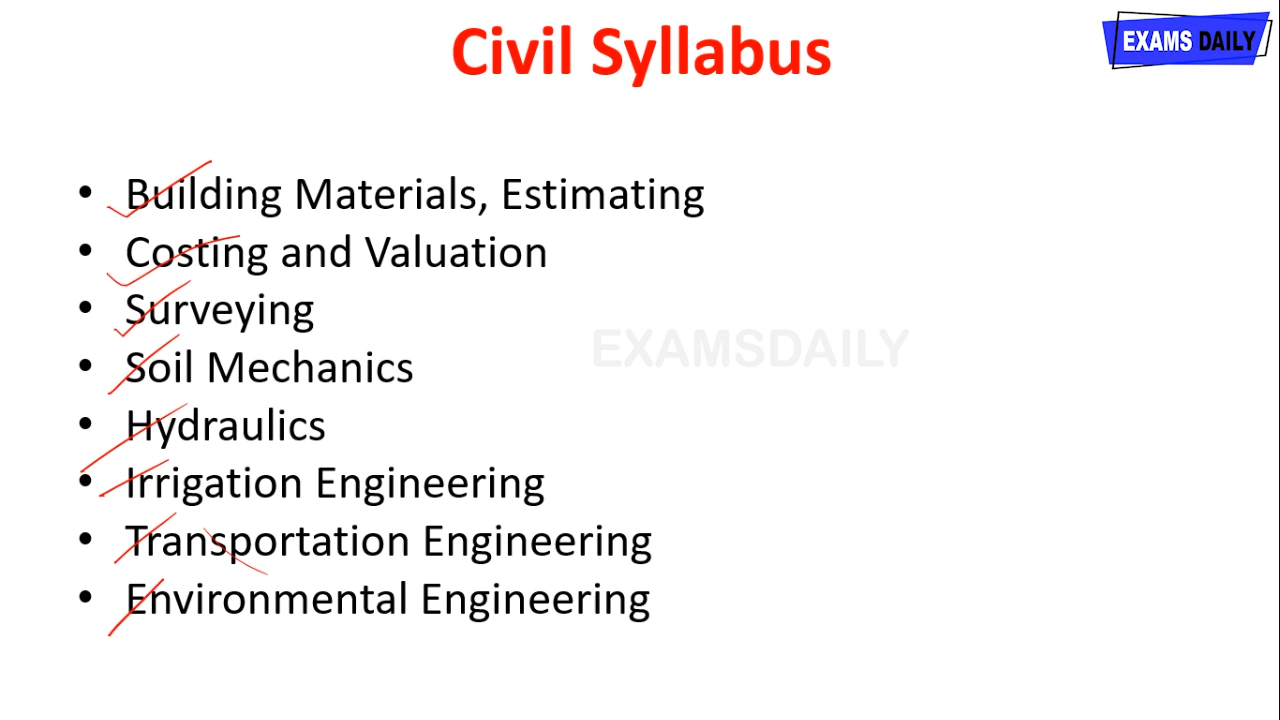 Civil Syllabus
EXAMS DAILY
• Building Materials, Estimating
• Costing and Valuation
• Surveying
• Soil Mechanics
• Hydraulics
• Irrigation Engineering
• Transportation Engineering
• Environmental Engineering
EXAMSDAILY